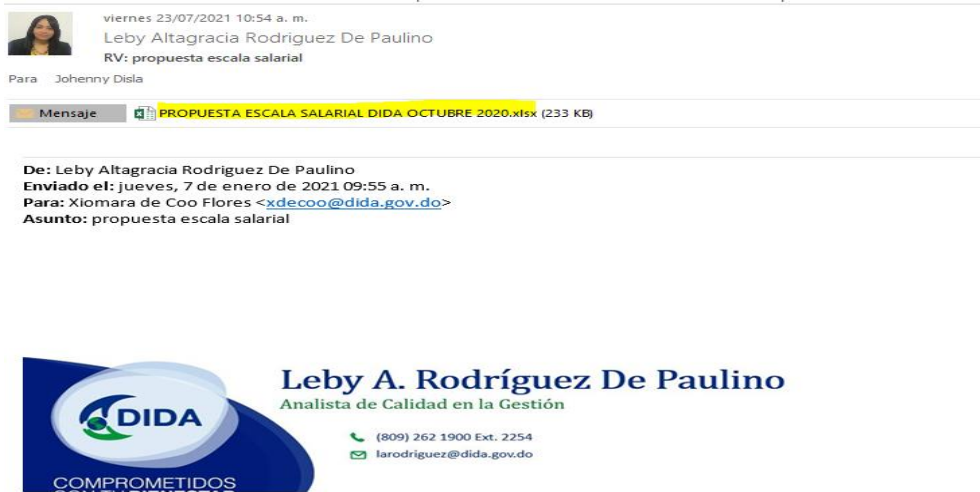 viernes 23/07/2021 10:54 a. m.
Leby Altagracia Rodriguez De Paulino
RV: propuesta escala salarial
Para Johenny Disla
Mensaje PROPUESTA ESCALA SALARIAL DIDA OCTUBRE 2020.xlsx (233 KB)
De: Leby Altagracia Rodriguez De Paulino
Enviado el: jueves, 7 de enero de 2021 09:55 a. m.
Para: Xiomara de Coo Flores <xdecoo@dida.gov.do>
Asunto: propuesta escala salarial
Leby A. Rodríguez De Paulino
Analista de Calidad en la Gestión
DIDA
(809) 262 1900 Ext. 2254
larodriguez@dida.gov.do
COMPROMETIDOS
CON TU BIENESTAR